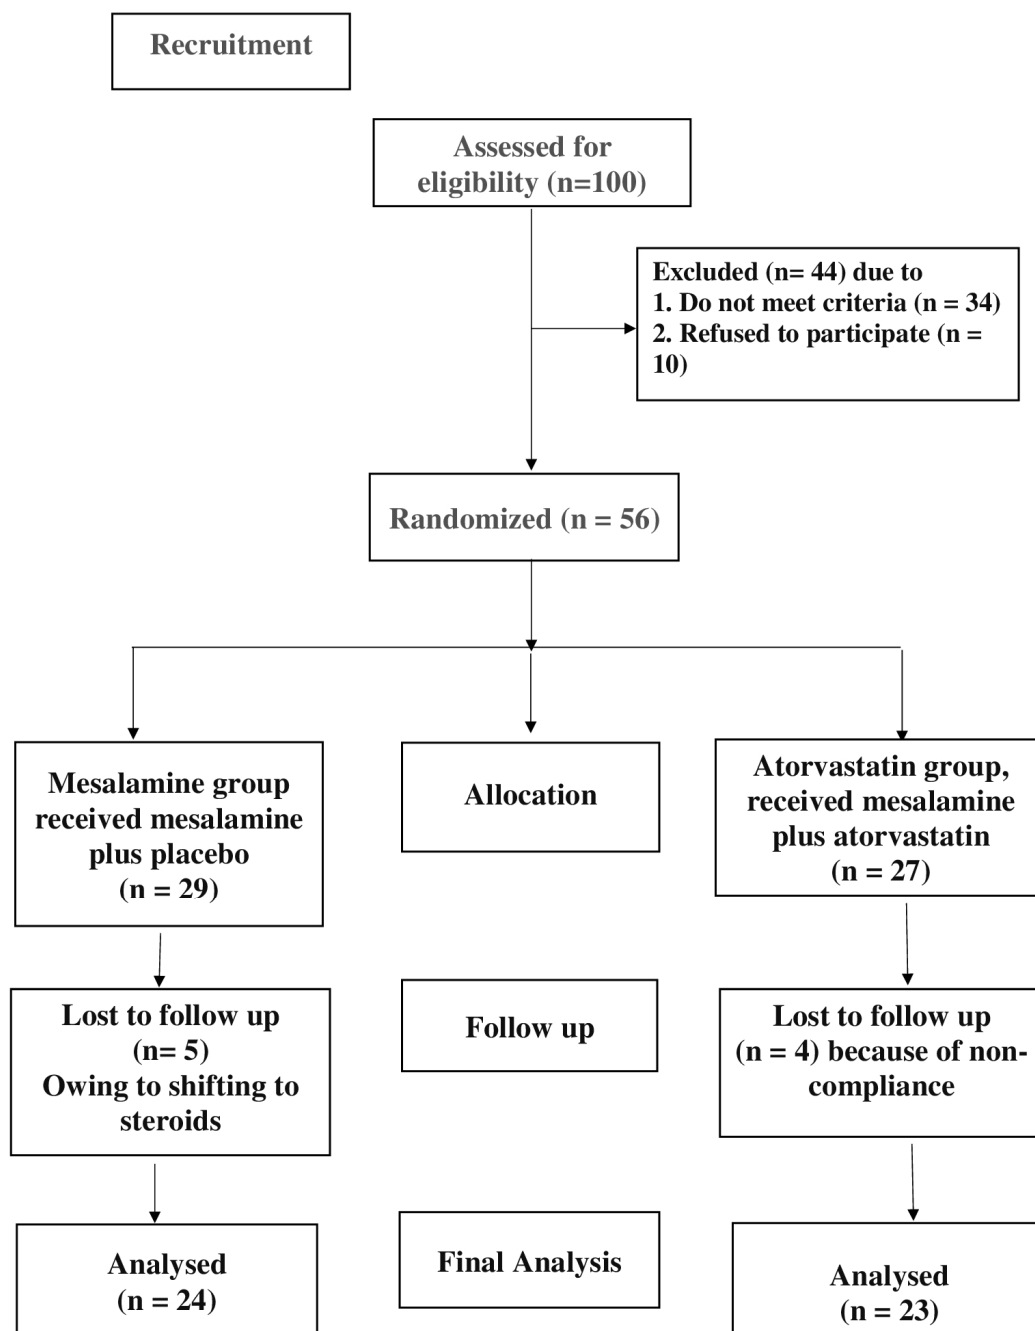 Recruitment
Assessed for
eligibility (n=100)
Excluded (n= 44) due to
1. Do not meet criteria (n = 34)
2. Refused to participate (n =
10)
Randomized (n = 56)
Mesalamine group
received mesalamine
plus placebo
(n = 29)
Allocation
Atorvastatin group,
received mesalamine
plus atorvastatin
(n = 27)
Lost to follow up
(n= 5)
Owing to shifting to
steroids
Follow up
Lost to follow up
(n = 4) because of non-
compliance
Analysed
(n = 24)
Final Analysis
Analysed
(n = 23)